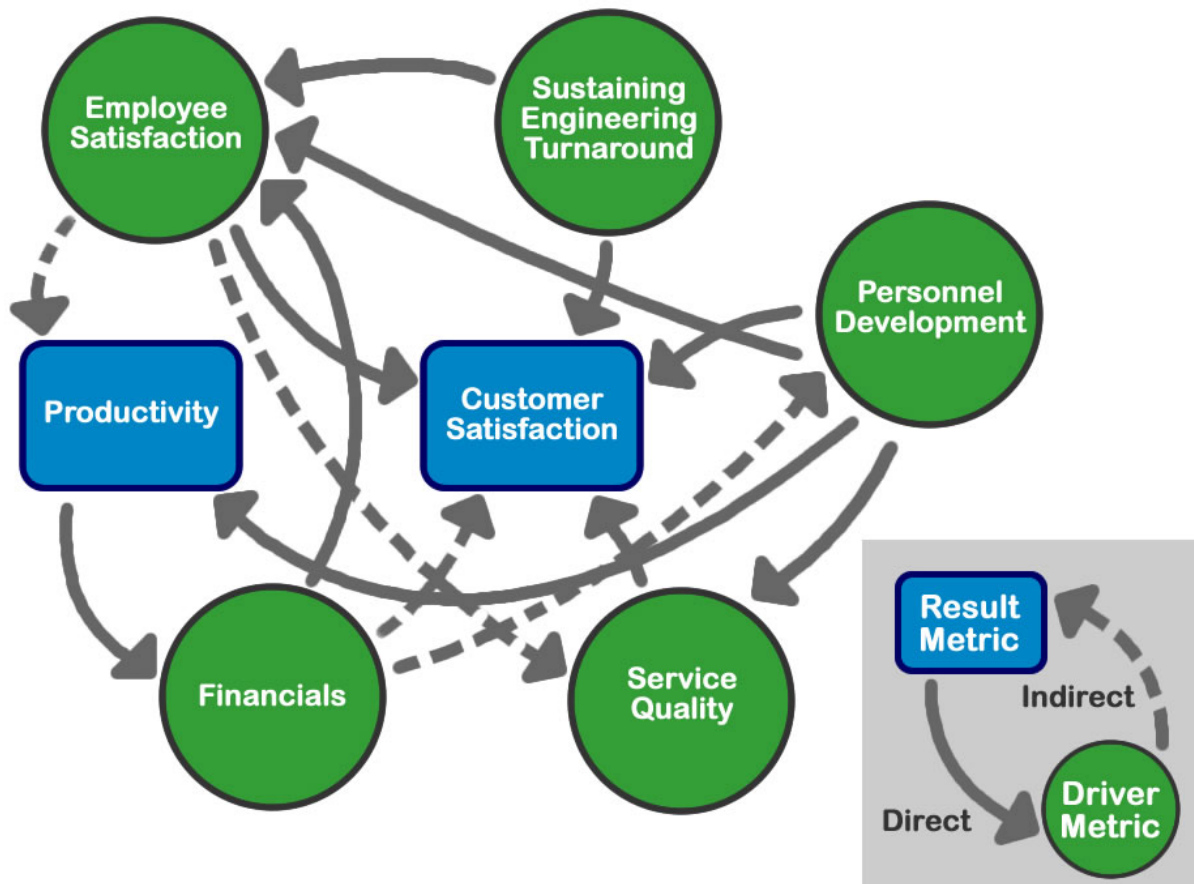 Employee
Satisfaction
Sustaining
Engineering
Turnaround
Personnel
Development
Productivity
Customer
Satisfaction
Financials
Service
Quality
Result
Metric
Indirect
Direct
Driver
Metric